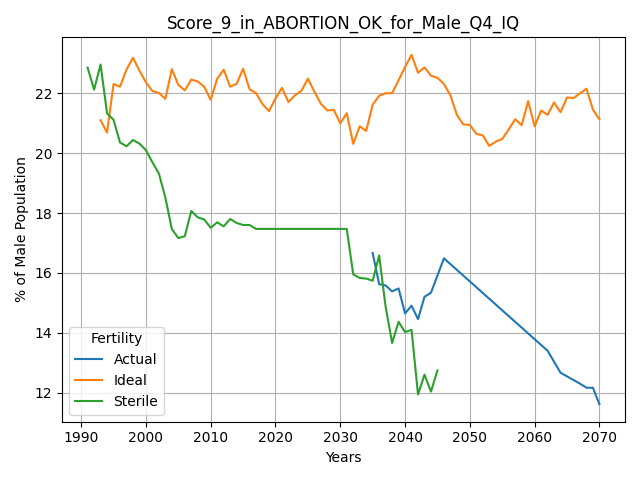 Score_9_in_ABORTION_OK_for_Male_Q4_IQ
% of Male Population
22
20
18
16
14
12
Fertility
Actual
Ideal
Sterile
1990 2000 2010 2020 2030 2040 2050 2060 2070
Years